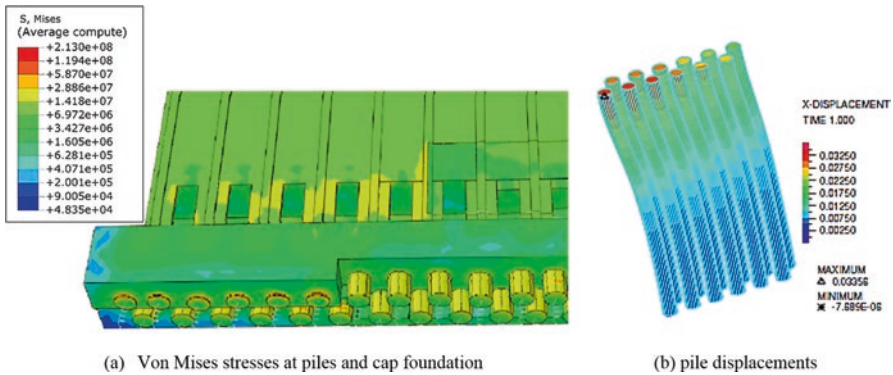 S, Mises
(Average compute)
+2.130e+08
+1.194e+08
+5.870e+07
+2.886e+07
+1.418e+07
+6.972e+06
+3.427e+06
+1.605e+06
+6.281e+05
+4.071e+05
+2.001e+05
+9.005e+04
+4.835e+04
X-DISPLACEMENT
TIME 1.000
0.03250
0.02750
0.02250
0.01750
0.01250
0.00750
0.00250
MAXIMUM
0.03356
MINIMUM
-7.689E-06
(a) Von Mises stresses at piles and cap foundation
(b) pile displacements